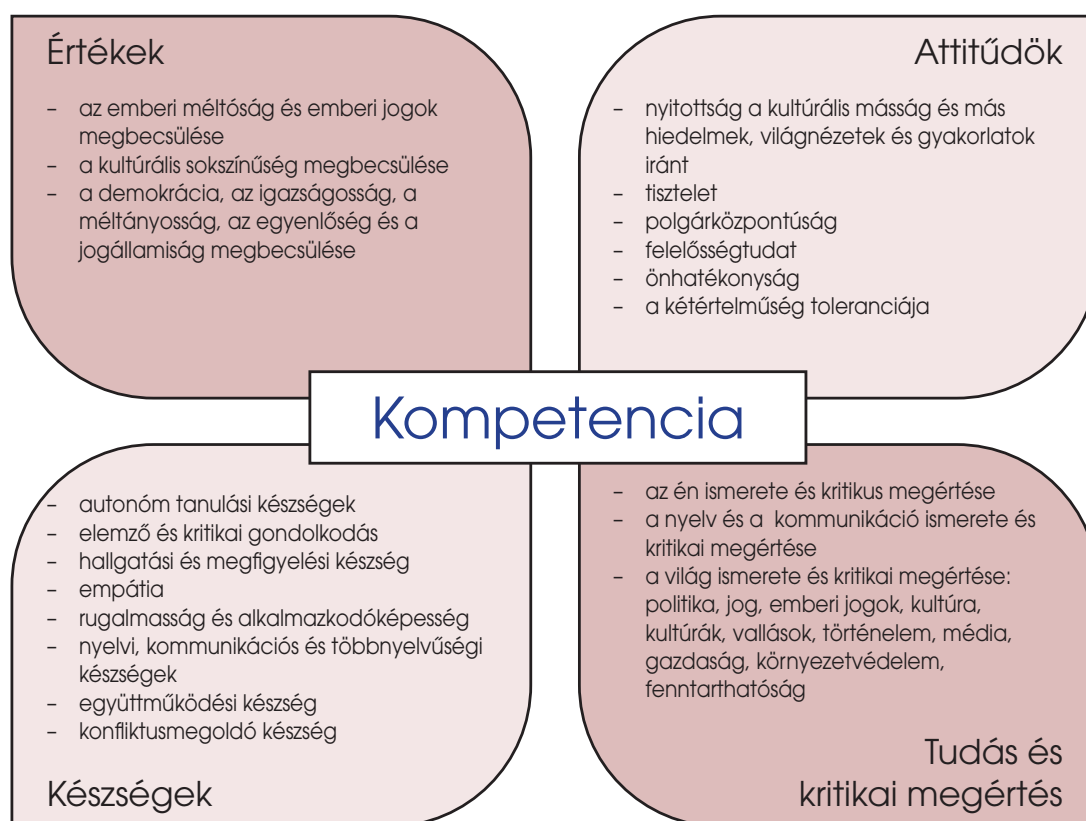 Értékek
– az emberi méltóság és emberi jogok
megbecsülése
– a kultúrális sokszínűség megbecsülése
– a demokrácia, az igazságosság, a
méltányosság, az egyenlőség és a
jogállamiság megbecsülése
Attitűdök
– nyitottság a kultúrális másság és más
hiedelmek, világnézetek és gyakorlatok
iránt
– tisztelet
– polgárközpontúság
– felelősségtudat
– önhatékonyság
– a kétértelműség toleranciája
Kompetencia
– autonóm tanulási készségek
– elemző és kritikai gondolkodás
– hallgatási és megfigyelési készség
– empátia
– rugalmasság és alkalmazkodóképesség
– nyelvi, kommunikációs és többnyelvűségi
készségek
– együttműködési készség
– konfliktusmegoldó készség
Készségek
– az én ismerete és kritikus megértése
– a nyelv és a kommunikáció ismerete és
kritikai megértése
– a világ ismerete és kritikai megértése:
politika, jog, emberi jogok, kultúra,
kultúrák, vallások, történelem, média,
gazdaság, környezetvédelem,
fenntarthatóság
Tudás és
kritikai megértés